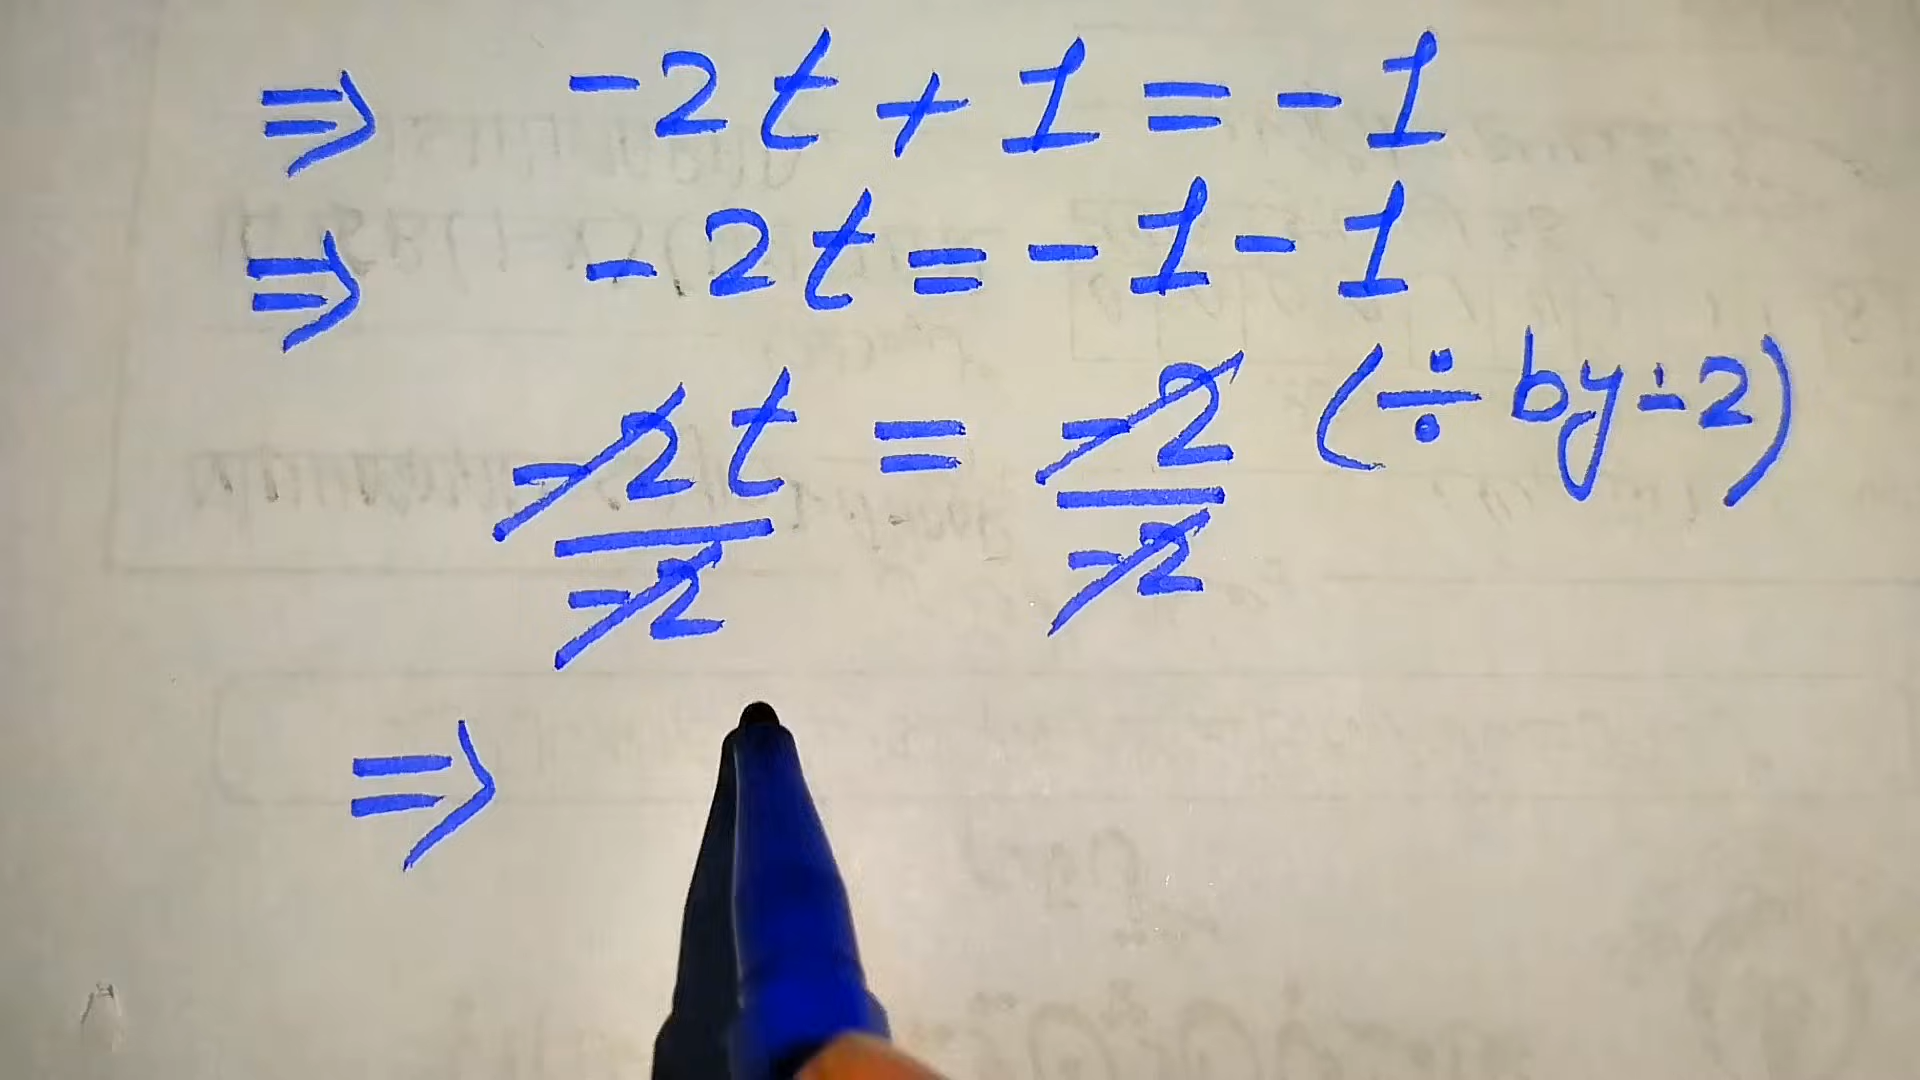 ⇒ -2t + 1 = -1
⇒ -2t = -1 - 1
-2t/-2 = -2/-2 (÷ by -2)
⇒